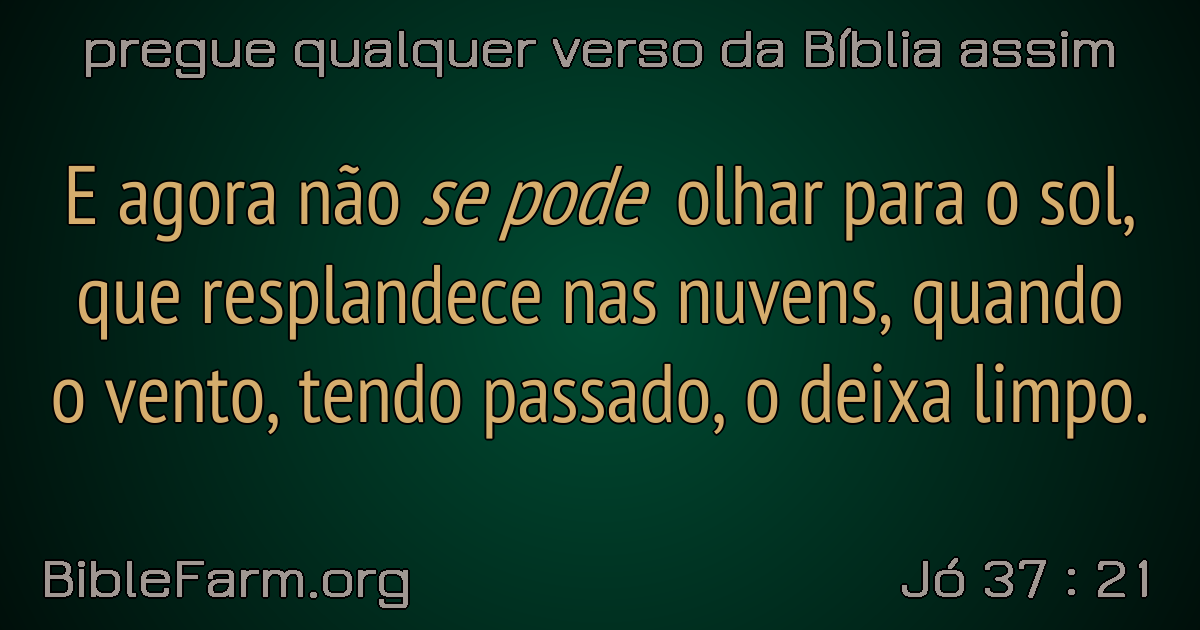 pregue qualquer verso da Bíblia assim
E agora não se pode olhar para o sol,
que resplandece nas nuvens, quando
o vento, tendo passado, o deixa limpo.
BibleFarm.org
Jó 37 : 21